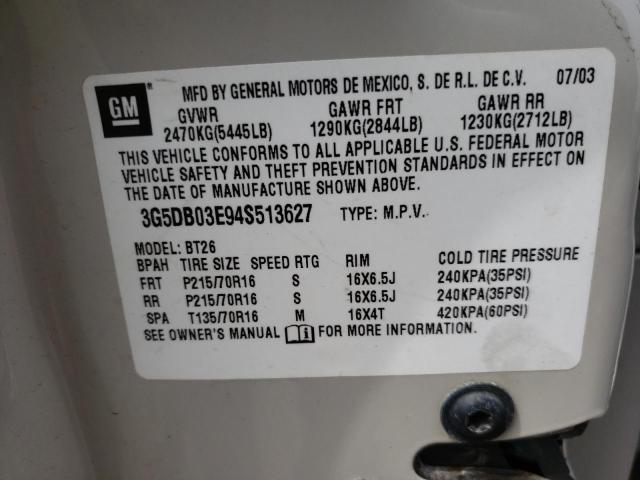 GM
MFD BY GENERAL MOTORS DE MEXICO, S. DE R.L. DE C.V. 07/03
GVWR GAWR FRT GAWR RR
2470KG(5445LB) 1290KG(2844LB) 1230KG(2712LB)
THIS VEHICLE CONFORMS TO ALL APPLICABLE U.S. FEDERAL MOTOR
VEHICLE SAFETY AND THEFT PREVENTION STANDARDS IN EFFECT ON
THE DATE OF MANUFACTURE SHOWN ABOVE.
3G5DB03E94S513627 TYPE: M.P.V.
MODEL: BT26
BPAH TIRE SIZE SPEED RTG RIM COLD TIRE PRESSURE
FRT P215/70R16 S 16X6.5J 240KPA(35PSI)
RR P215/70R16 S 16X6.5J 240KPA(35PSI)
SPA T135/70R16 M 16X4T 420KPA(60PSI)
SEE OWNER'S MANUAL FOR MORE INFORMATION.